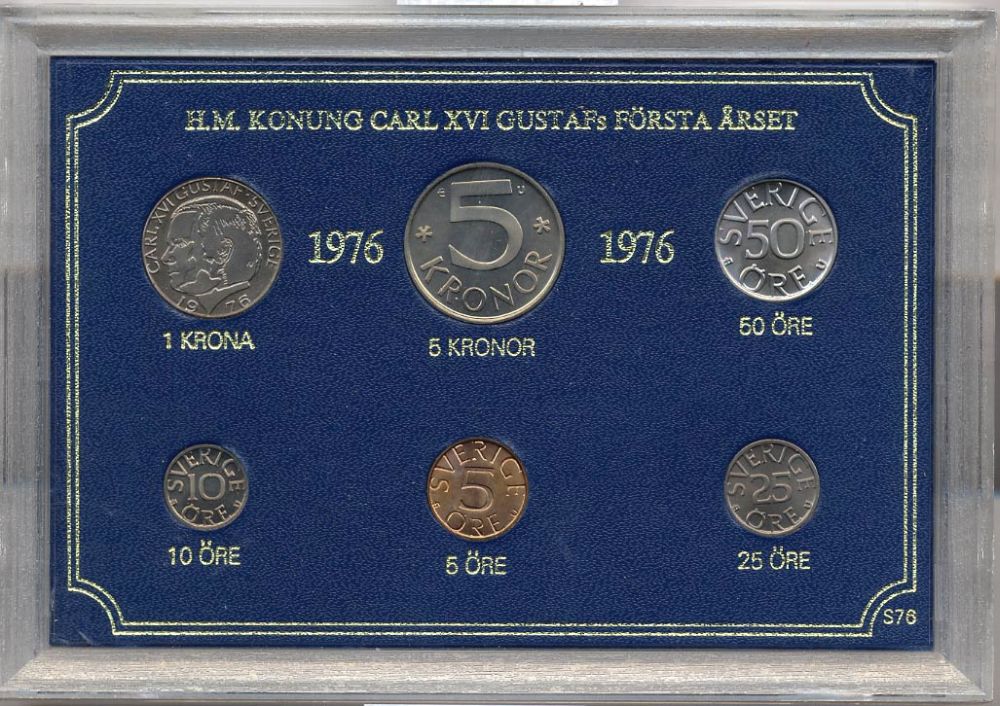 H.M. KONUNG CARL XVI GUSTAFs FÖRSTA ÅRSET
CARL·XVI GUSTAF·SVERIGE
1976
1976
5
KRONOR
U
1976
SVERIGE
50
ÖRE
U
1 KRONA
5 KRONOR
50 ÖRE
SVERIGE
10
ÖRE
SVERIGE
5
ÖRE
U
SVERIGE
25
ÖRE
U
10 ÖRE
5 ÖRE
25 ÖRE
S76